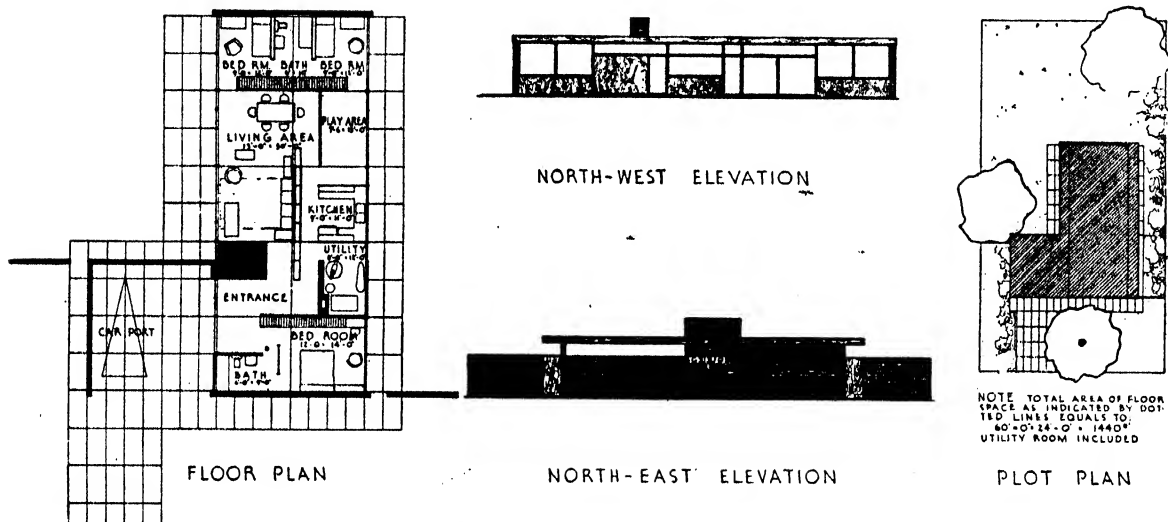 BED RM. BATH BED RM
LIVING AREA
PLAY AREA
KITCHEN
UTILITY
ENTRANCE
CAR PORT
BED ROOM
12'-0" × 14'-0"
BATH
FLOOR PLAN
NORTH-WEST ELEVATION
NORTH-EAST ELEVATION
NOTE TOTAL AREA OF FLOOR
SPACE AS INDICATED BY DOT-
TED LINES EQUALS TO:
60'-0" × 24'-0" = 1440
UTILITY ROOM INCLUDED
PLOT PLAN